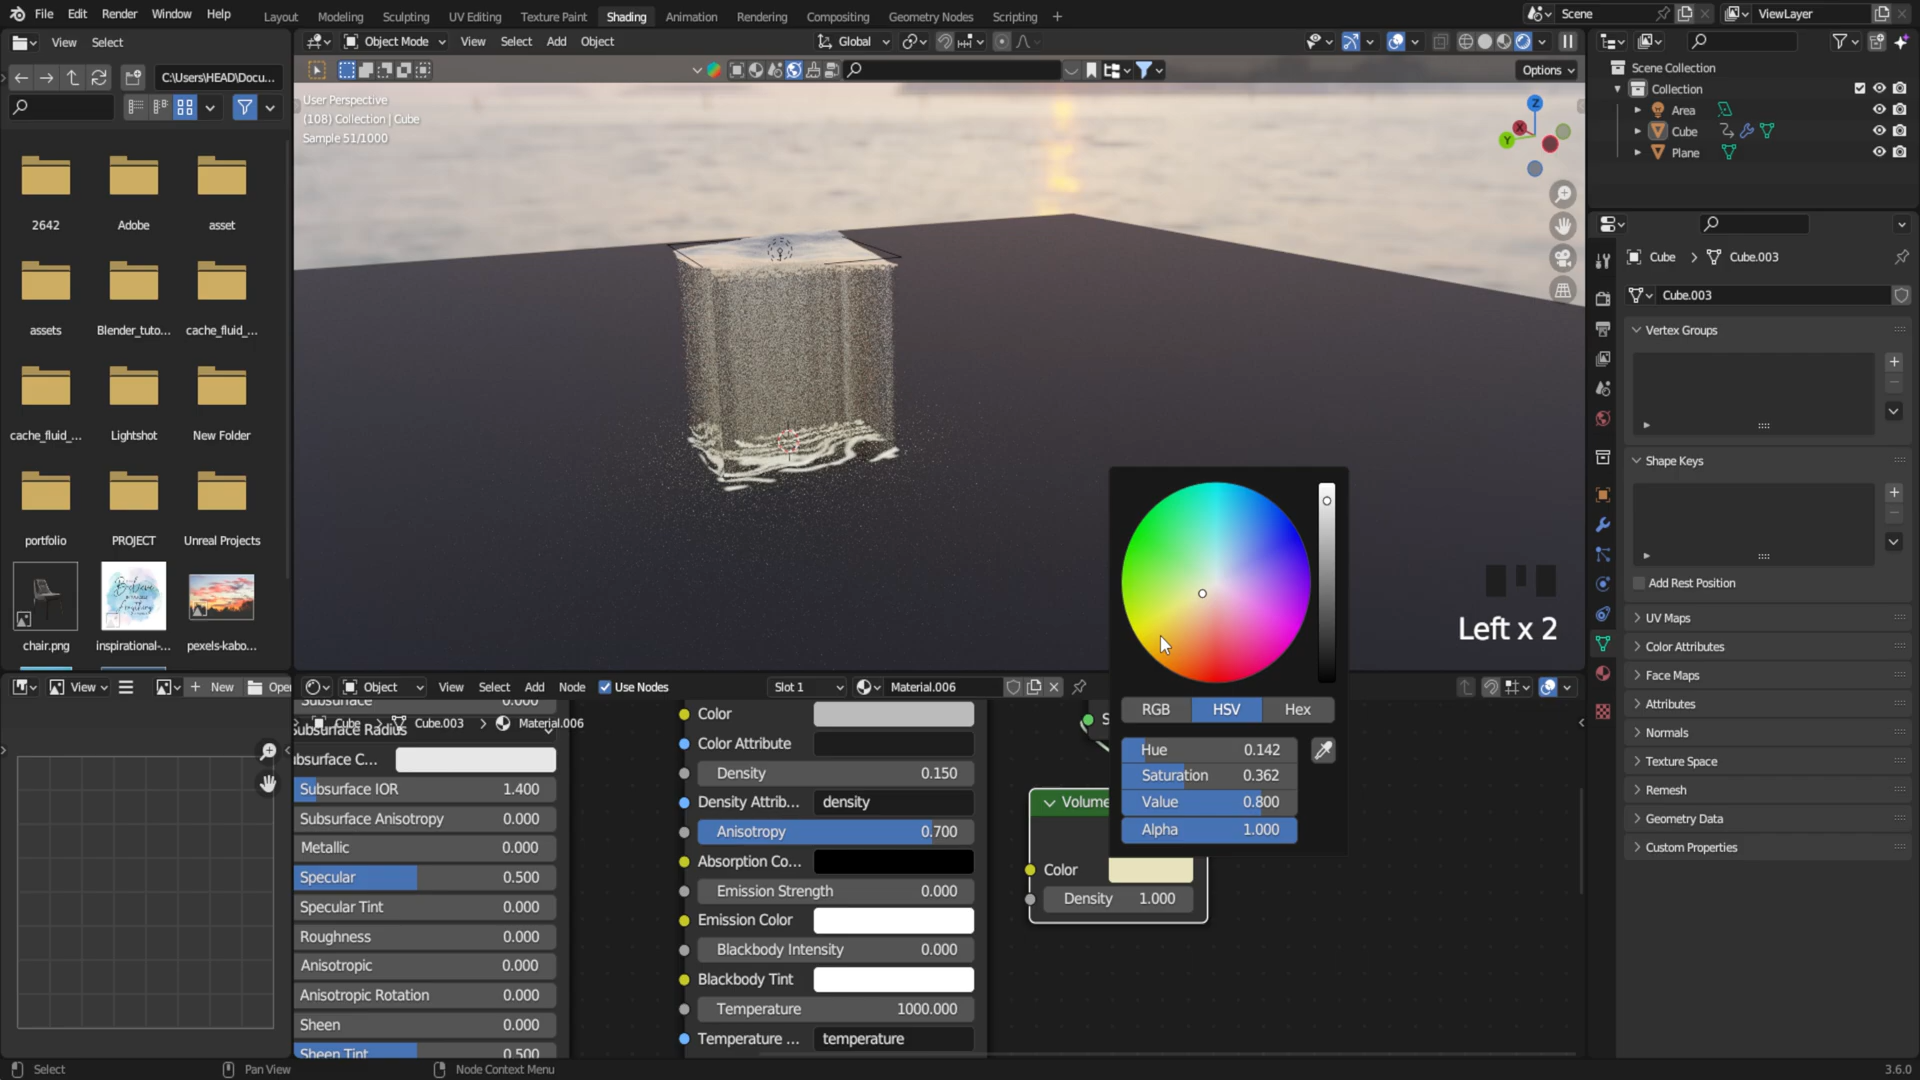 File Edit Render Window Help Layout Modeling Sculpting UV Editing Texture Paint Shading Animation Rendering Compositing Geometry Nodes Scripting + Scene ViewLayer
View Select
Object Mode View Select Add Object Global
C:\Users\HEAD\Docu...
Options
User Perspective
(108) Collection | Cube
Sample 51/1000
Z
X
Y
2642 Adobe asset
assets Blender_tuto... cache_fluid_...
cache_fluid_... Lightshot New Folder
portfolio PROJECT Unreal Projects
Believe
Anything
chair.png inspirational-... pexels-kabo...
Scene Collection
Collection
Area
Cube
Plane
Cube > Cube.003
Cube.003
Vertex Groups
Shape Keys
Add Rest Position
UV Maps
Color Attributes
Face Maps
Attributes
Normals
Texture Space
Remesh
Geometry Data
Custom Properties
Left x 2
RGB HSV Hex
Hue 0.142
Saturation 0.362
Value 0.800
Alpha 1.000
View + New Open
Object View Select Add Node Use Nodes Slot 1 Material.006
Cube > Cube.003 > Material.006
Subsurface 0.000
Subsurface Radius
ubsurface C...
Subsurface IOR 1.400
Subsurface Anisotropy 0.000
Metallic 0.000
Specular 0.500
Specular Tint 0.000
Roughness 0.000
Anisotropic 0.000
Anisotropic Rotation 0.000
Sheen 0.000
Sheen Tint 0.500
Color
Color Attribute
Density 0.150
Density Attrib... density
Anisotropy 0.700
Absorption Co...
Emission Strength 0.000
Emission Color
Blackbody Intensity 0.000
Blackbody Tint
Temperature 1000.000
Temperature ... temperature
S
Volume
Color
Density 1.000
Select Pan View Node Context Menu 3.6.0